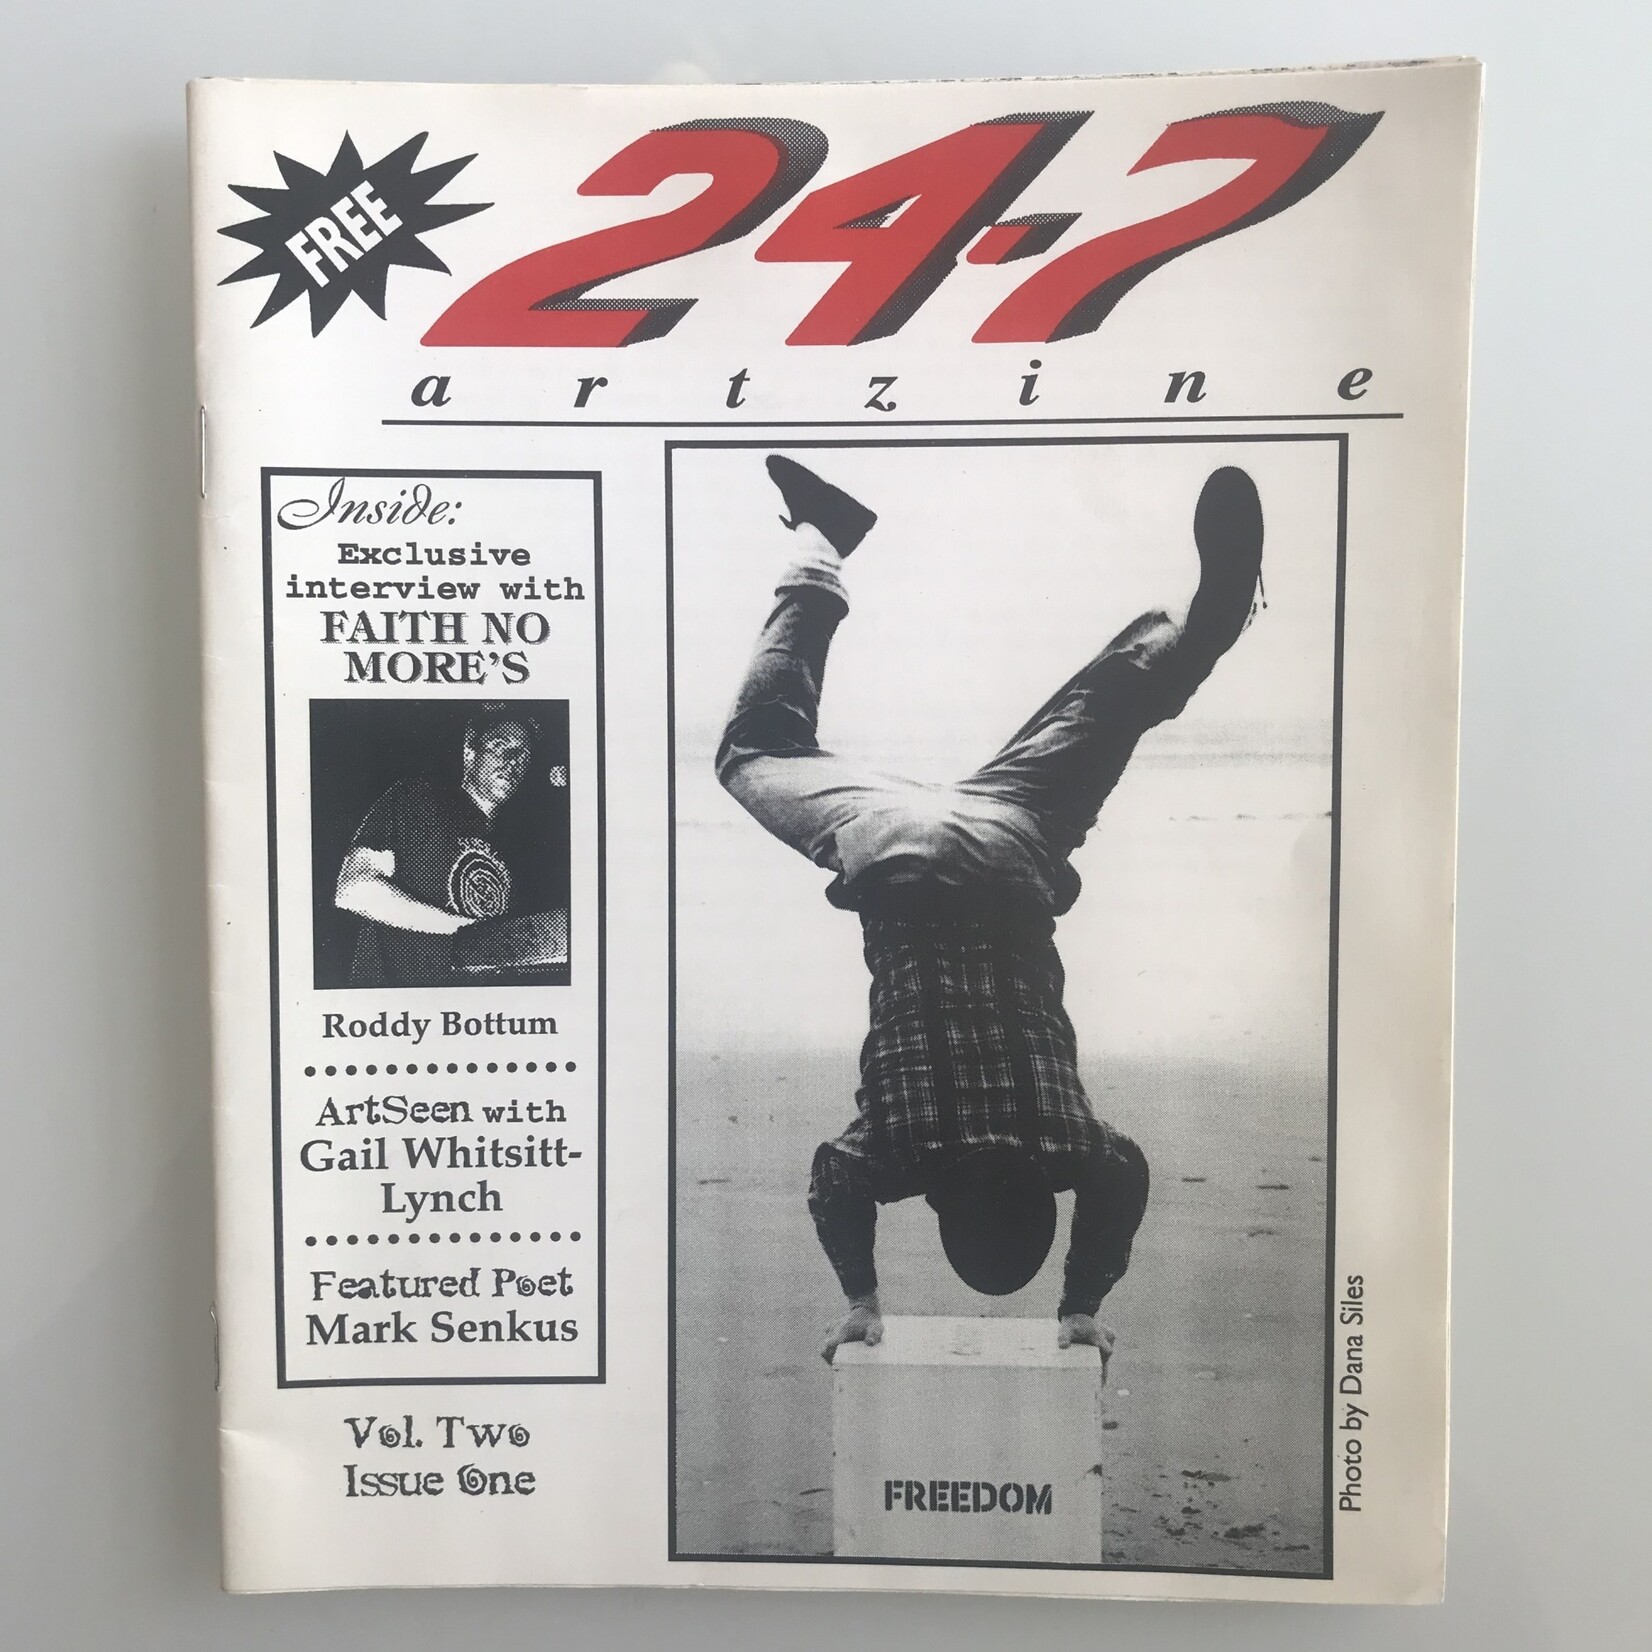 FREE
24-7
artzine
Inside:
Exclusive
interview with
FAITH NO
MORE'S
Roddy Bottum
ArtSeen with
Gail Whitsitt-
Lynch
Featured Poet
Mark Senkus
Vol. Two
Issue One
FREEDOM
Photo by Dana Siles